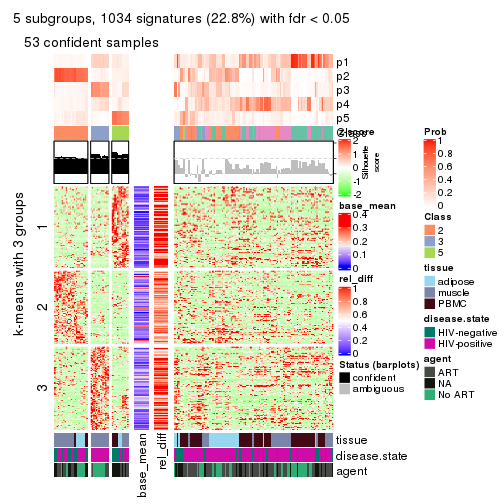 5 subgroups, 1034 signatures (22.8%) with fdr < 0.05
53 confident samples
p1
p2
p3
p4
p5
Class
Silhouette
score
k-means with 3 groups
1
2
3
base_mean
rel_diff
tissue
disease.state
agent
z-score
2
1
0
-1
-2
base_mean
0.4
0.3
0.2
0.1
0
rel_diff
1
0.8
0.6
0.4
0.2
0
Status (barplots)
confident
ambiguous
Prob
1
0.8
0.6
0.4
0.2
0
Class
2
3
5
tissue
adipose
muscle
PBMC
disease.state
HIV-negative
HIV-positive
agent
ART
NA
No ART